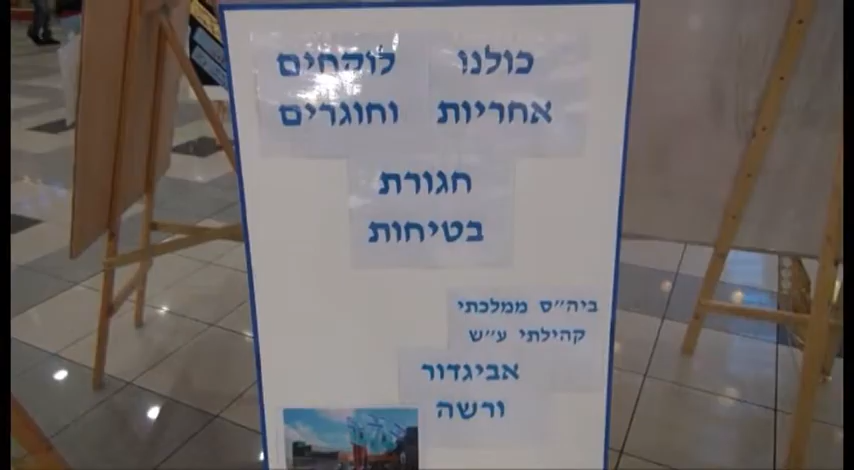 כולנו לוקחים
אחריות וחוגרים
חגורת
בטיחות
ביה״ס ממלכתי
קהילתי ע״ש
אביגדור
ורשה